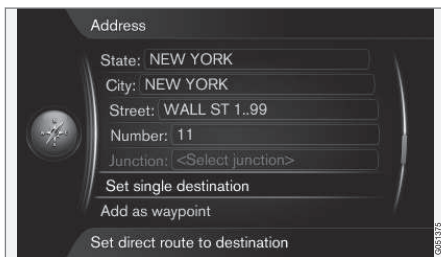 Address
State: NEW YORK
City: NEW YORK
Street: WALL ST 1..99
Number: 11
Junction: <Select junction>
Set single destination
Add as waypoint
Set direct route to destination
G051375